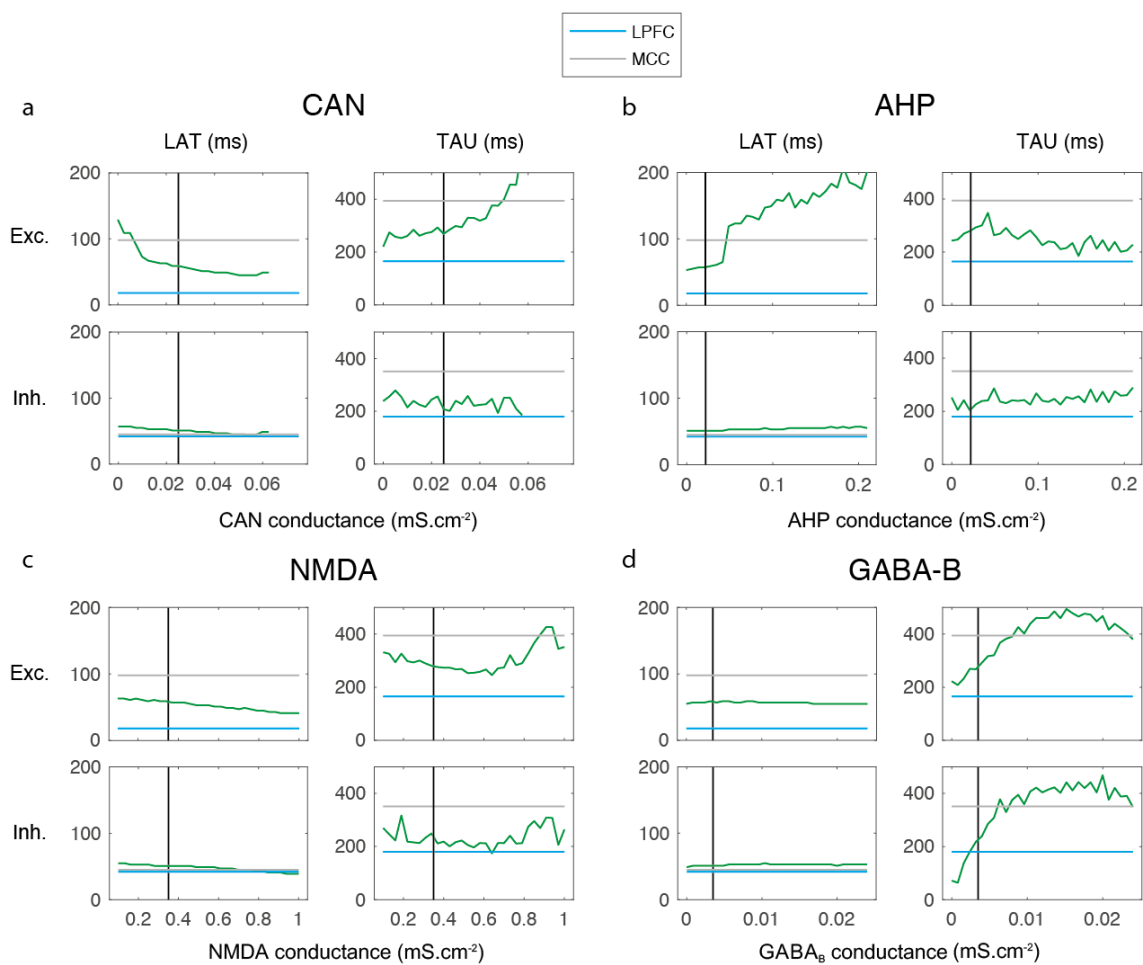 LPFC
MCC
a
CAN
b
AHP
LAT (ms)
TAU (ms)
LAT (ms)
TAU (ms)
Exc.
200
100
0
400
200
0
200
100
0
400
200
0
Inh.
200
100
0
400
200
0
200
100
0
400
200
0
0 0.02 0.04 0.06
0 0.02 0.04 0.06
0 0.1 0.2
0 0.1 0.2
CAN conductance (mS.cm-2)
AHP conductance (mS.cm-2)
c
NMDA
d
GABA-B
Exc.
200
100
0
400
200
0
200
100
0
400
200
0
Inh.
200
100
0
400
200
0
200
100
0
400
200
0
0.2 0.4 0.6 0.8 1
0.2 0.4 0.6 0.8 1
0 0.01 0.02
0 0.01 0.02
NMDA conductance (mS.cm-2)
GABAB conductance (mS.cm-2)